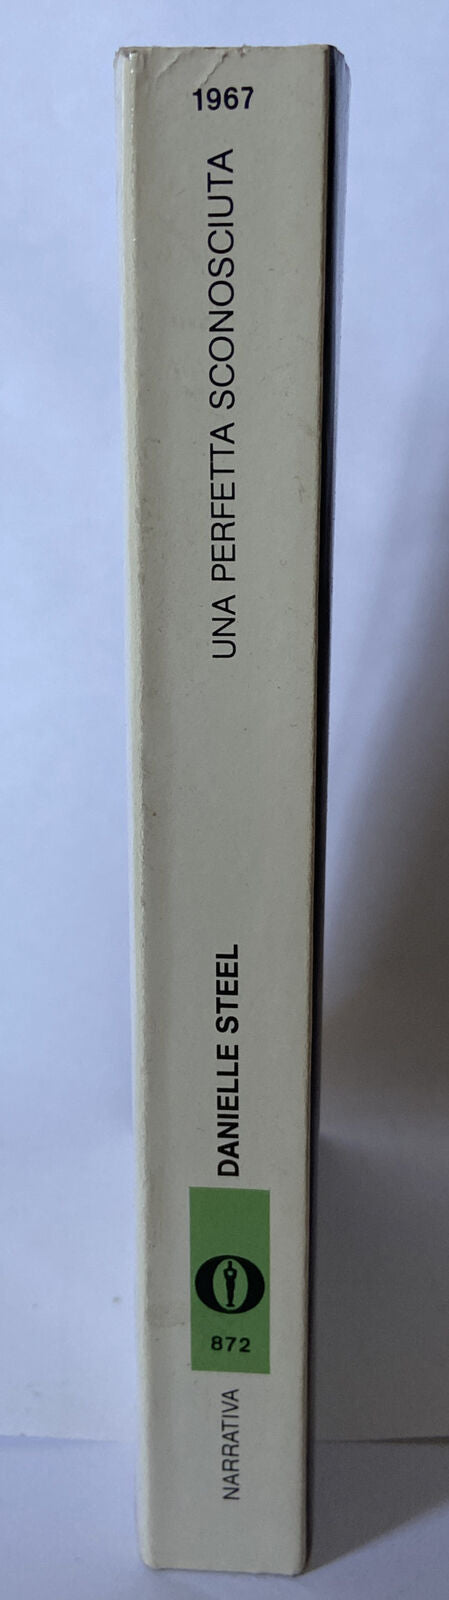 1967
UNA PERFETTA SCONOSCIUTA
DANIELLE STEEL
872
NARRATIVA